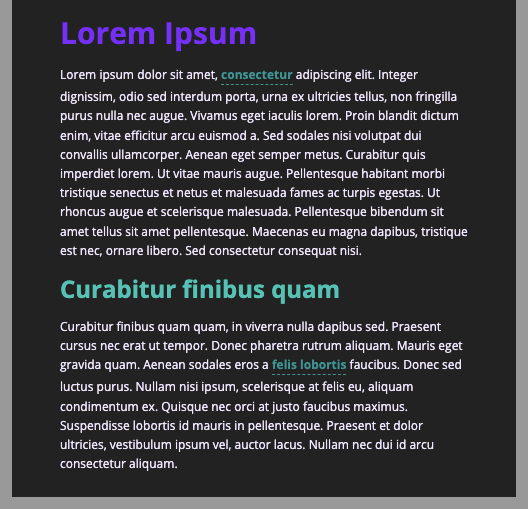 Lorem Ipsum
Lorem ipsum dolor sit amet, consectetur adipiscing elit. Integer
dignissim, odio sed interdum porta, urna ex ultricies tellus, non fringilla
purus nulla nec augue. Vivamus eget iaculis lorem. Proin blandit dictum
enim, vitae efficitur arcu euismod a. Sed sodales nisi volutpat dui
convallis ullamcorper. Aenean eget semper metus. Curabitur quis
imperdiet lorem. Ut vitae mauris augue. Pellentesque habitant morbi
tristique senectus et netus et malesuada fames ac turpis egestas. Ut
rhoncus augue et scelerisque malesuada. Pellentesque bibendum sit
amet tellus sit amet pellentesque. Maecenas eu magna dapibus, tristique
est nec, ornare libero. Sed consectetur consequat nisi.
Curabitur finibus quam
Curabitur finibus quam quam, in viverra nulla dapibus sed. Praesent
cursus nec erat ut tempor. Donec pharetra rutrum aliquam. Mauris eget
gravida quam. Aenean sodales eros a felis lobortis faucibus. Donec sed
luctus purus. Nullam nisi ipsum, scelerisque at felis eu, aliquam
condimentum ex. Quisque nec orci at justo faucibus maximus.
Suspendisse lobortis id mauris in pellentesque. Praesent et dolor
ultricies, vestibulum ipsum vel, auctor lacus. Nullam nec dui id arcu
consectetur aliquam.